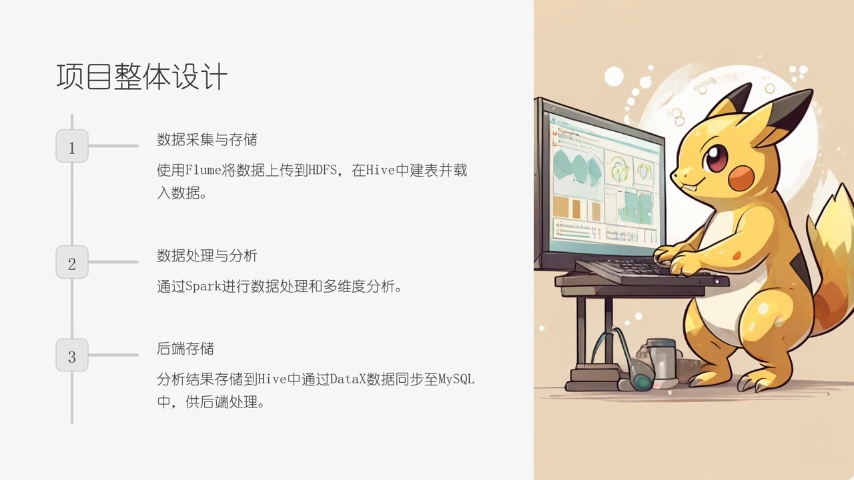 项目整体设计
1
数据采集与存储
使用Flume将数据上传到HDFS，在Hive中建表并载
入数据。
2
数据处理与分析
通过Spark进行数据处理和多维度分析。
3
后端存储
分析结果存储到Hive中通过DataX数据同步至MySQL
中，供后端处理。